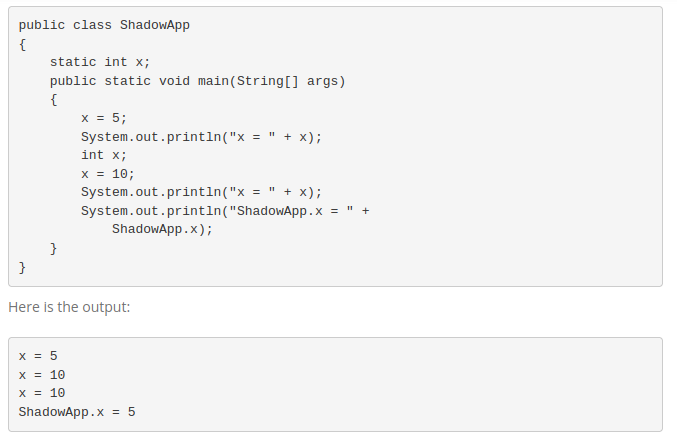 public class ShadowApp
{
    static int x;
    public static void main(String[] args)
    {
        x = 5;
        System.out.println("x = " + x);
        int x;
        x = 10;
        System.out.println("x = " + x);
        System.out.println("ShadowApp.x = " +
            ShadowApp.x);
    }
}
Here is the output:
x = 5
x = 10
x = 10
ShadowApp.x = 5